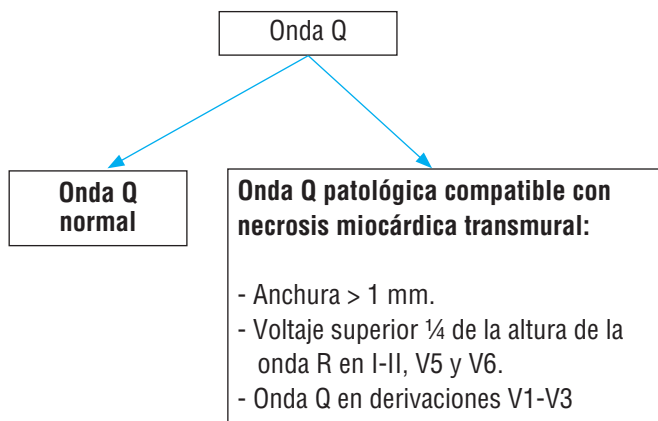 Onda Q
Onda Q
normal
Onda Q patológica compatible con
necrosis miocárdica transmural:
- Anchura > 1 mm.
- Voltaje superior ¼ de la altura de la
onda R en I-II, V5 y V6.
- Onda Q en derivaciones V1-V3